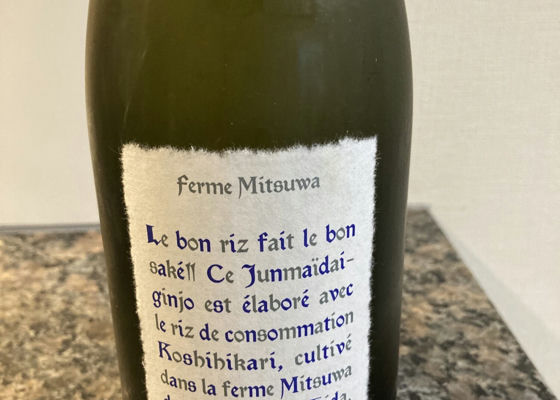 Ferme Mitsuwa
Le bon riz fait le bon
saké!! Ce Junmaïdai-
ginjo est élaboré avec
le riz de consommation
Koshihikari, cultivé
dans la ferme Mitsuwa